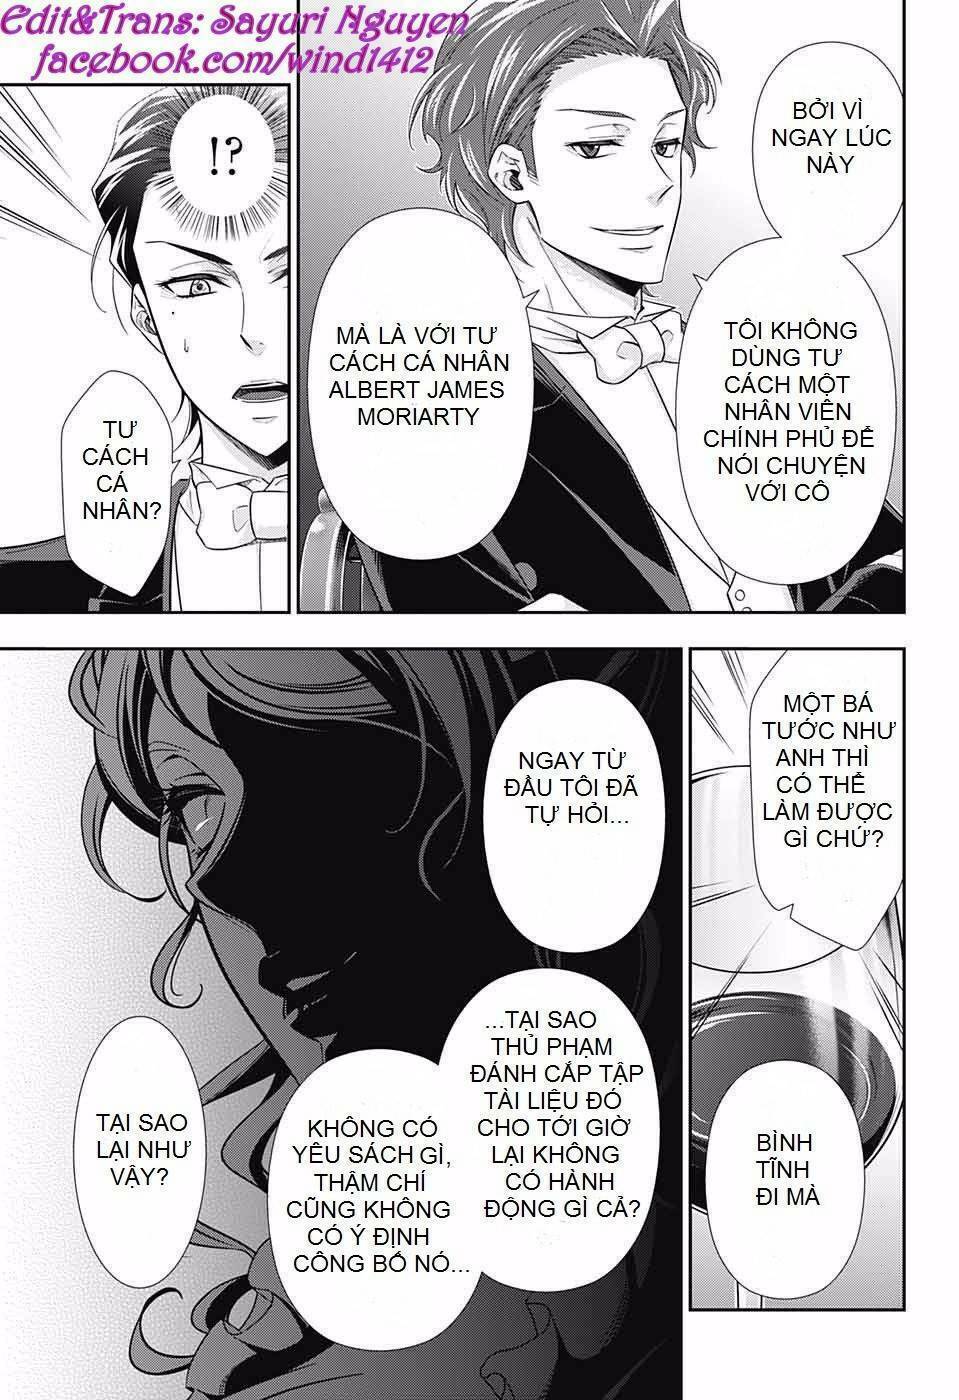 Edit&Trans: Sayuri Nguyen
facebook.com/wind1412
BỞI VÌ
NGAY LÚC
NÀY
TÔI KHÔNG
DÙNG TƯ
CÁCH MỘT
NHÂN VIÊN
CHÍNH PHỦ ĐỂ
NÓI CHUYỆN
VỚI CÔ
MÀ LÀ VỚI TƯ
CÁCH CÁ NHÂN
ALBERT JAMES
MORIARTY
!?
TƯ
CÁCH
CÁ
NHÂN?
MỘT BÁ
TƯỚC NHƯ
ANH THÌ
CÓ THỂ
LÀM ĐƯỢC
GÌ CHỨ?
BÌNH
TĨNH
ĐI MÀ
NGAY TỪ
ĐẦU TÔI ĐÃ
TỰ HỎI...
...TẠI SAO
THỦ PHẠM
ĐÁNH CẮP TẬP
TÀI LIỆU ĐÓ
CHO TỚI GIỜ
LẠI KHÔNG
CÓ HÀNH
ĐỘNG GÌ CẢ?
KHÔNG CÓ
YÊU SÁCH GÌ,
THẬM CHÍ
CŨNG KHÔNG
CÓ Ý ĐỊNH
CÔNG BỐ NÓ...
TẠI SAO
LẠI NHƯ
VẬY?